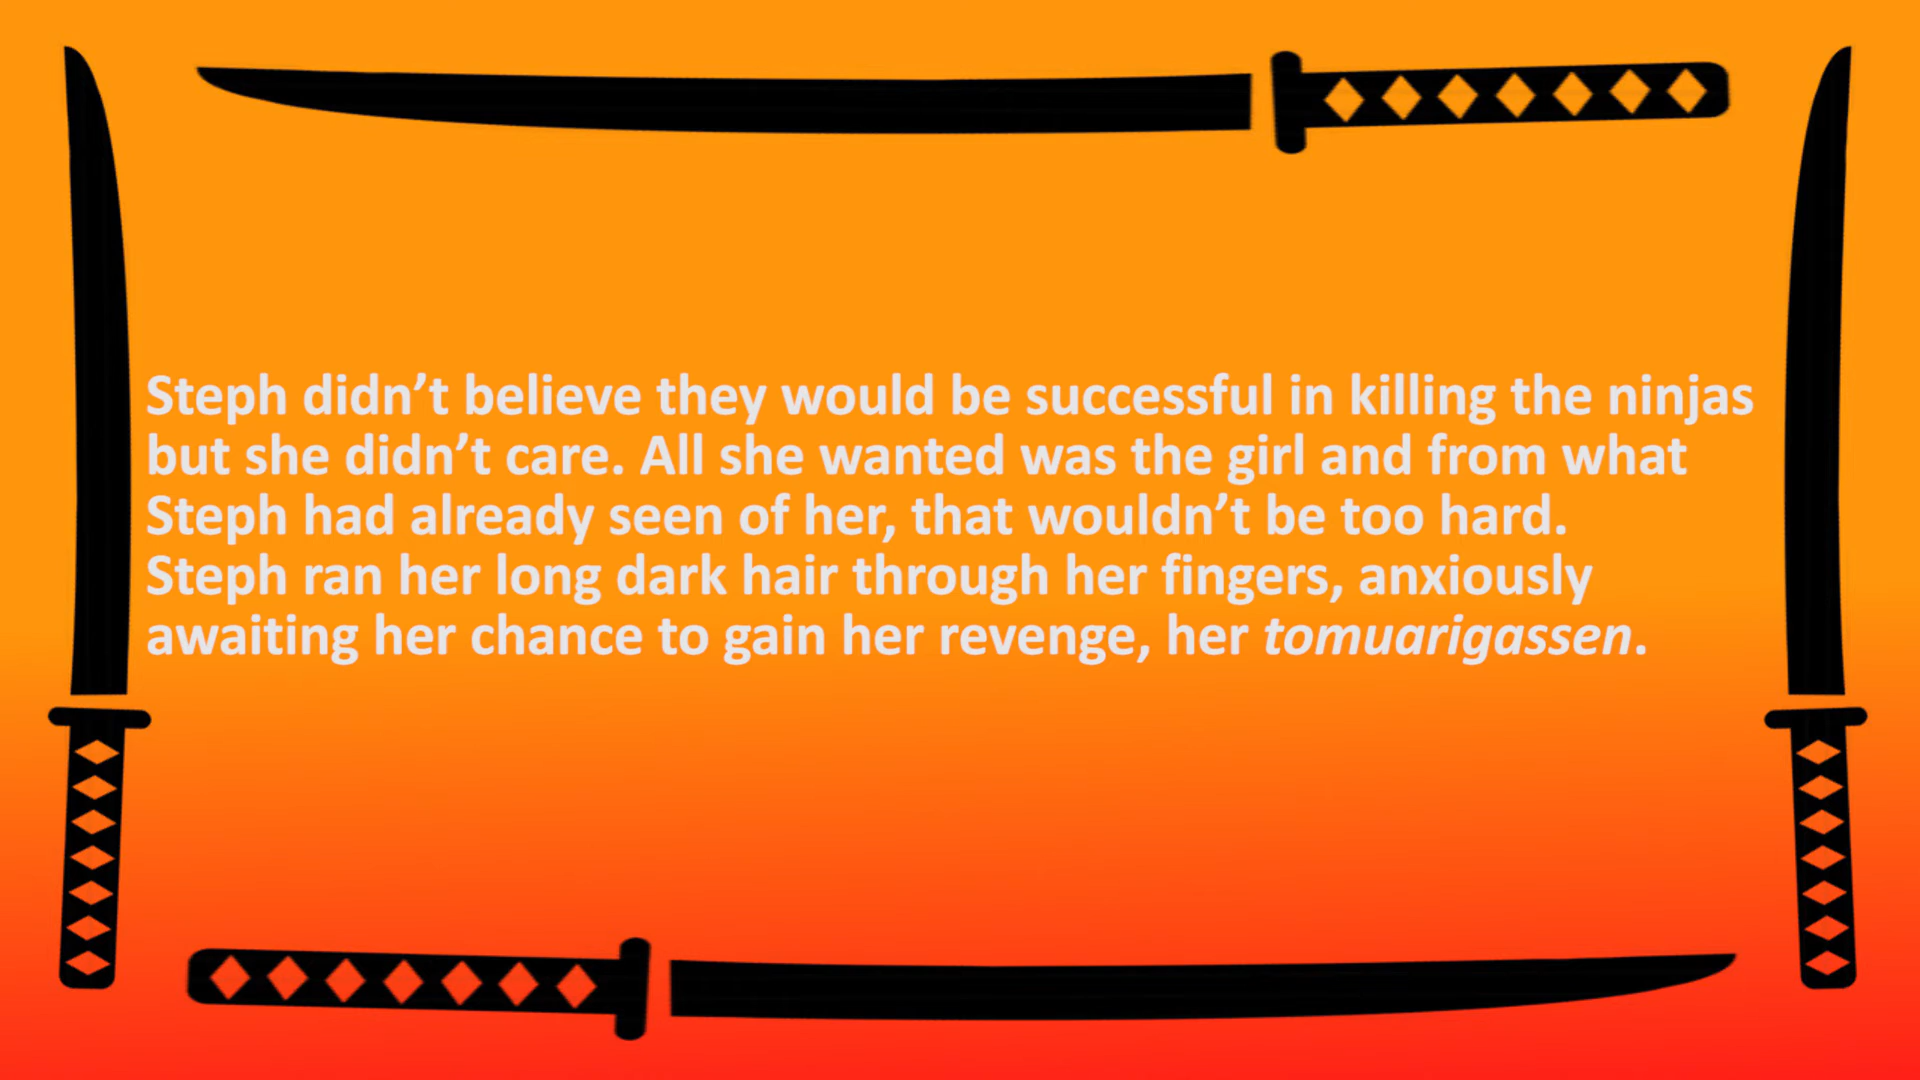 Steph didn’t believe they would be successful in killing the ninjas
but she didn’t care. All she wanted was the girl and from what
Steph had already seen of her, that wouldn’t be too hard.
Steph ran her long dark hair through her fingers, anxiously
awaiting her chance to gain her revenge, her tomuarigassen.